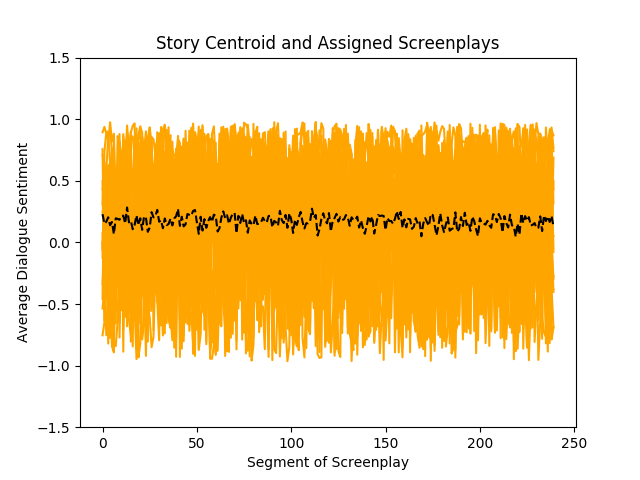 Story Centroid and Assigned Screenplays
1.5
1.0
0.5
0.0
−0.5
−1.0
−1.5
Average Dialogue Sentiment
0 50 100 150 200 250
Segment of Screenplay